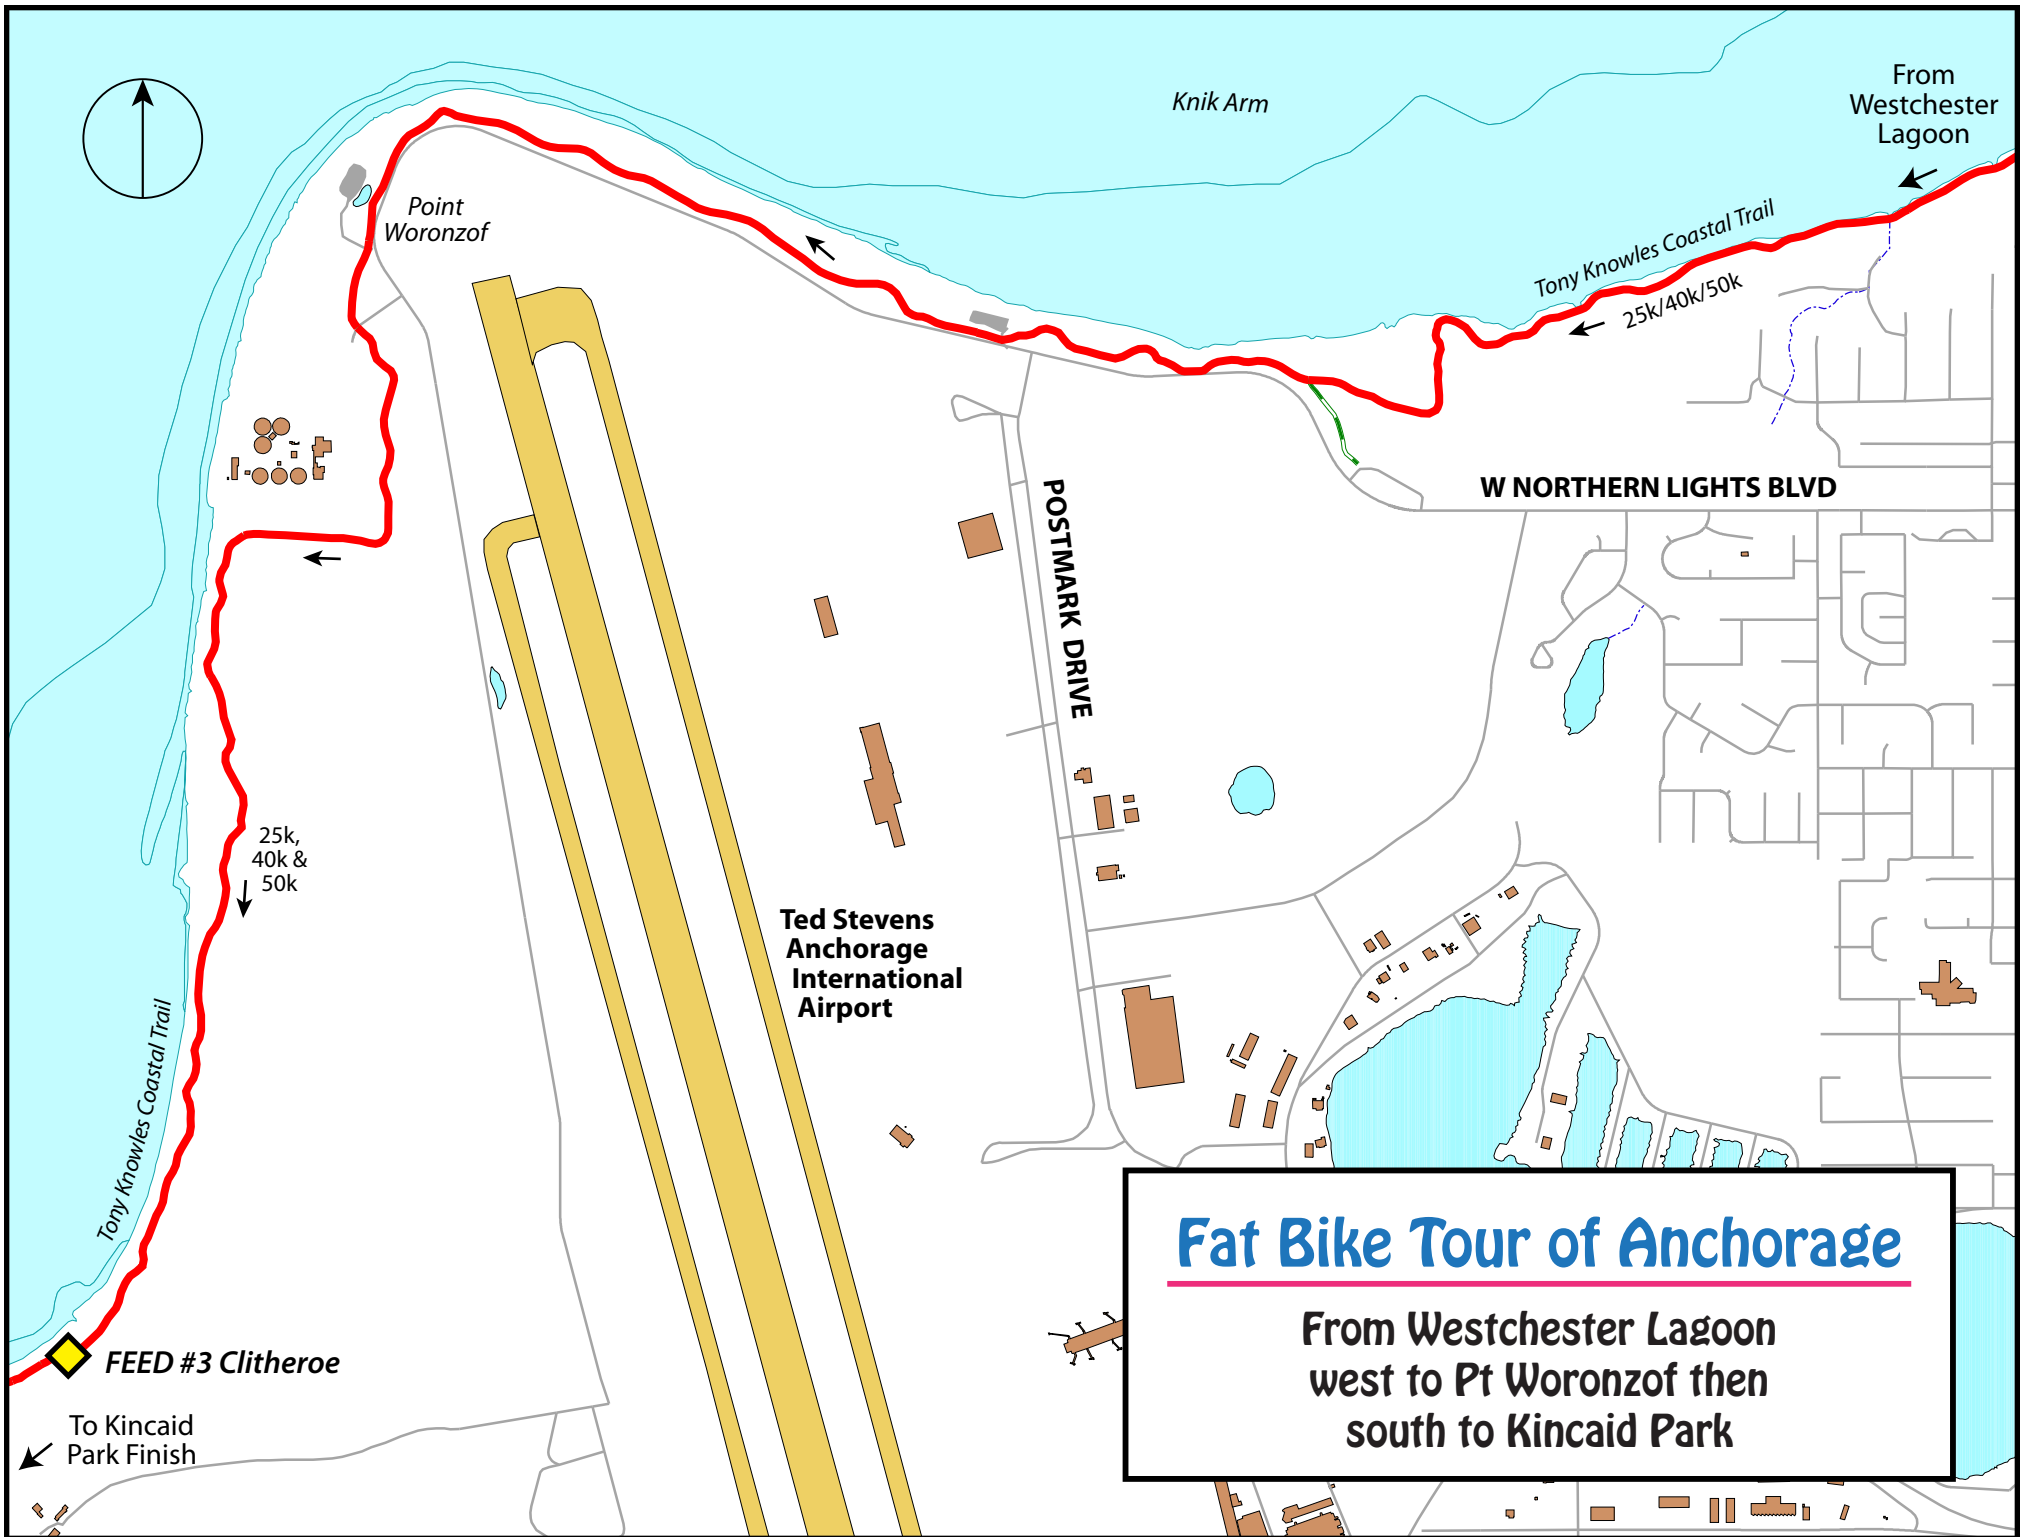 From
Westchester
Lagoon
Knik Arm
Tony Knowles Coastal Trail
25k/40k/50k
Point
Woronzof
W NORTHERN LIGHTS BLVD
POSTMARK DRIVE
25k,
40k &
50k
Ted Stevens
Anchorage
International
Airport
Tony Knowles Coastal Trail
FEED #3 Clitheroe
To Kincaid
Park Finish
Fat Bike Tour of Anchorage
From Westchester Lagoon
west to Pt Woronzof then
south to Kincaid Park